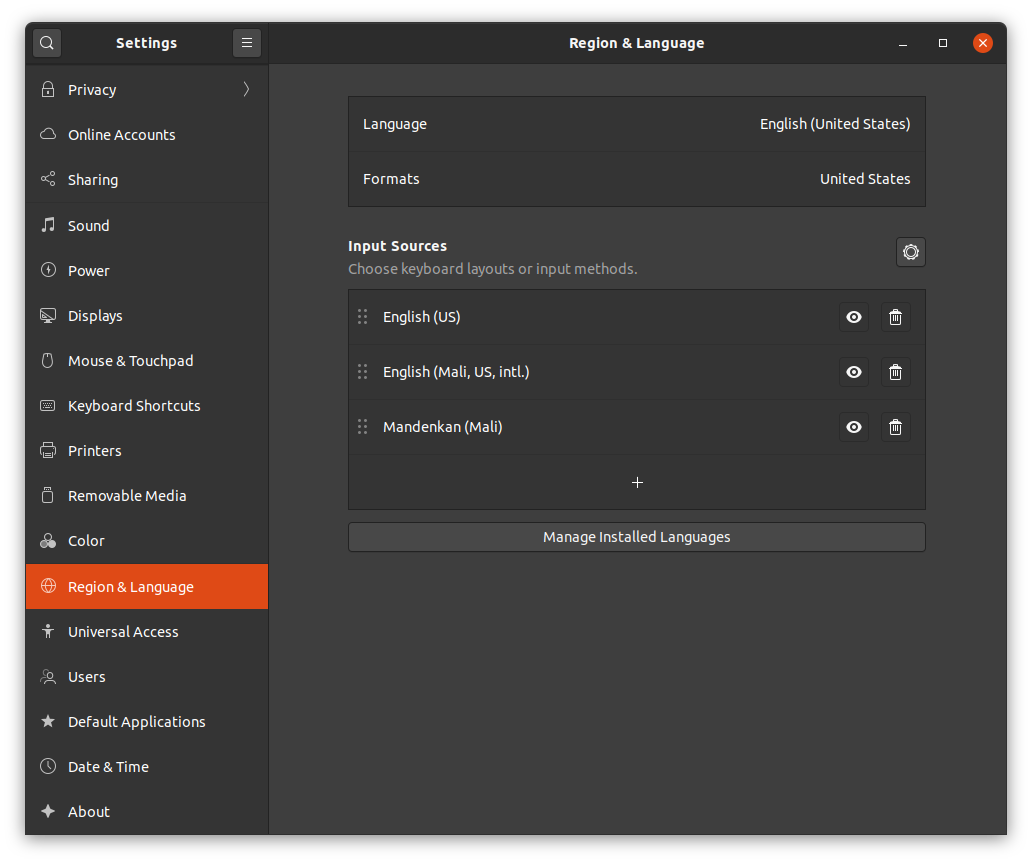 Settings
Region & Language
Privacy
Online Accounts
Sharing
Sound
Power
Displays
Mouse & Touchpad
Keyboard Shortcuts
Printers
Removable Media
Color
Region & Language
Universal Access
Users
Default Applications
Date & Time
About
Language English (United States)
Formats United States
Input Sources
Choose keyboard layouts or input methods.
English (US)
English (Mali, US, intl.)
Mandenkan (Mali)
Manage Installed Languages